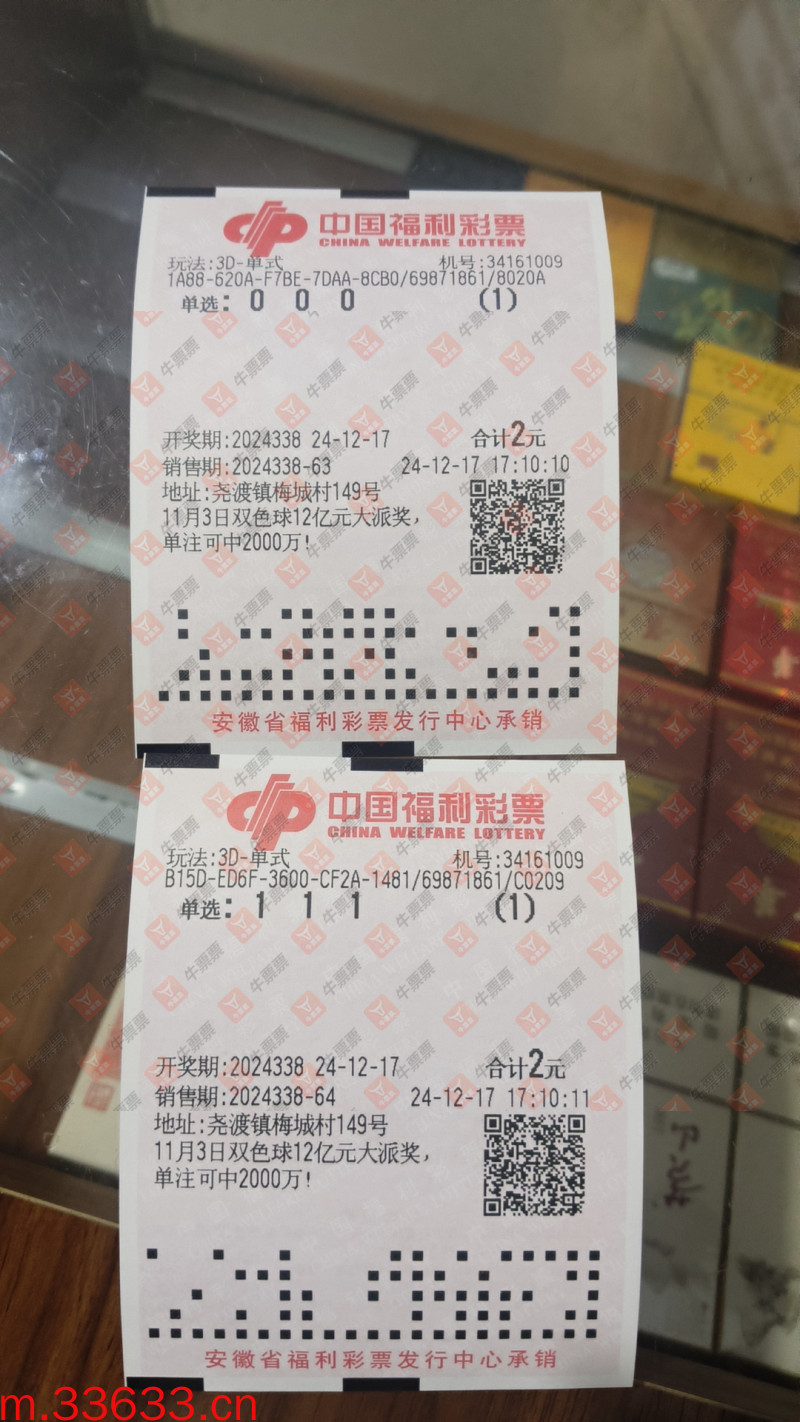 中国福利彩票
CHINA WELFARE LOTTERY
玩法:3D-单式 机号:34161009
1A88-620A-F7BE-7DAA-8CB0/69871861/8020A
单选: 0 0 0 (1)
开奖期:2024338 24-12-17 合计2元
销售期:2024338-63 24-12-17 17:10:10
地址:尧渡镇梅城村149号
11月3日双色球12亿元大派奖,
单注可中2000万!
安徽省福利彩票发行中心承销
中国福利彩票
CHINA WELFARE LOTTERY
玩法:3D-单式 机号:34161009
B15D-ED6F-3600-CF2A-1481/69871861/C0209
单选: 1 1 1 (1)
开奖期:2024338 24-12-17 合计2元
销售期:2024338-64 24-12-17 17:10:11
地址:尧渡镇梅城村149号
11月3日双色球12亿元大派奖,
单注可中2000万!
安徽省福利彩票发行中心承销
牛票票
m.33633.cn